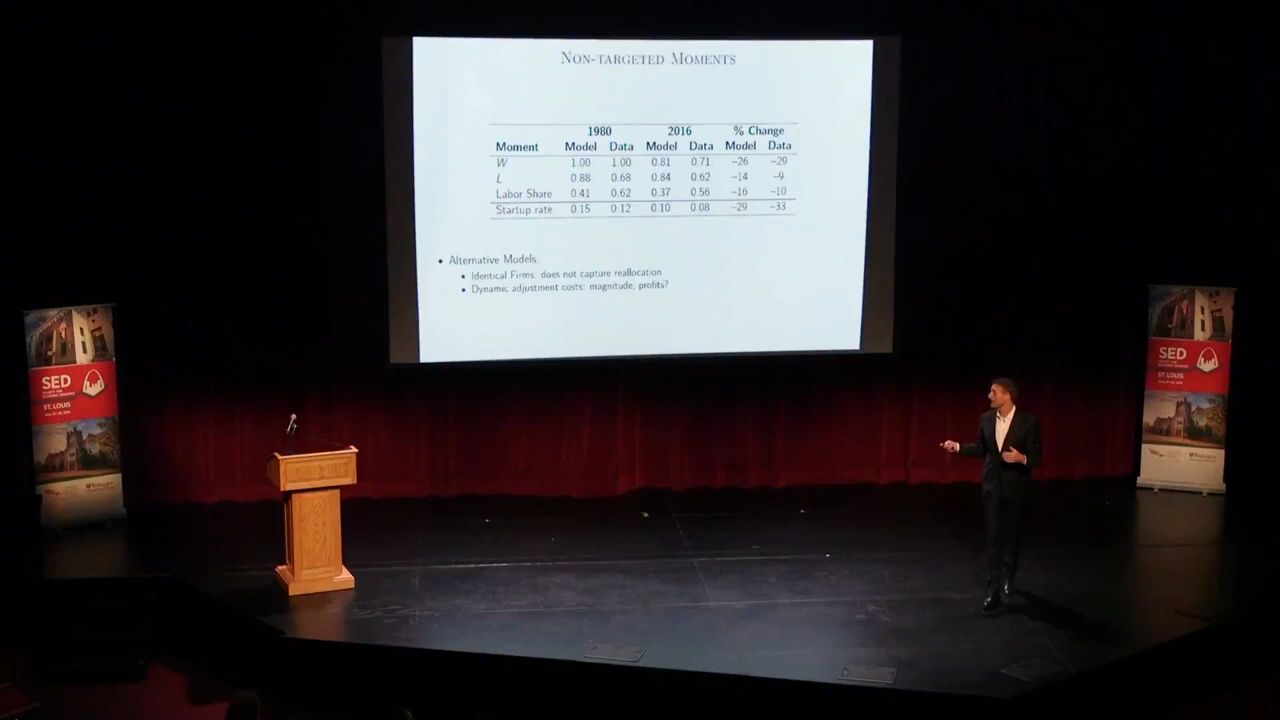 NON-TARGETED MOMENTS
1980 2016 % Change
Moment Model Data Model Data Model Data
W 1.00 1.00 0.81 0.71 −26 −29
L 0.88 0.68 0.84 0.62 −14 −9
Labor Share 0.41 0.62 0.37 0.56 −16 −10
Startup rate 0.15 0.12 0.10 0.08 −29 −33
• Alternative Models.
• Identical Firms: does not capture reallocation
• Dynamic adjustment costs: magnitude, profits?
SED
ST. LOUIS
SED
ST. LOUIS